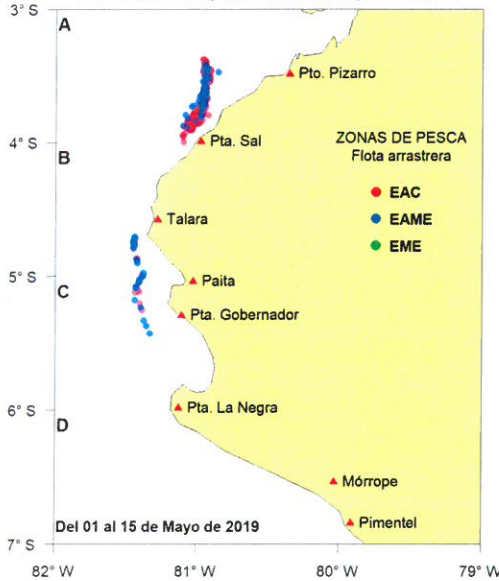 3° S
A
Pto. Pizarro
4° S
Pta. Sal
B
ZONAS DE PESCA
Flota arrastrera
EAC
EAME
EME
Talara
5° S
Paita
C
Pta. Gobernador
6° S
Pta. La Negra
D
Mórrope
Del 01 al 15 de Mayo de 2019
Pimentel
7° S
82° W
81° W
80° W
79° W